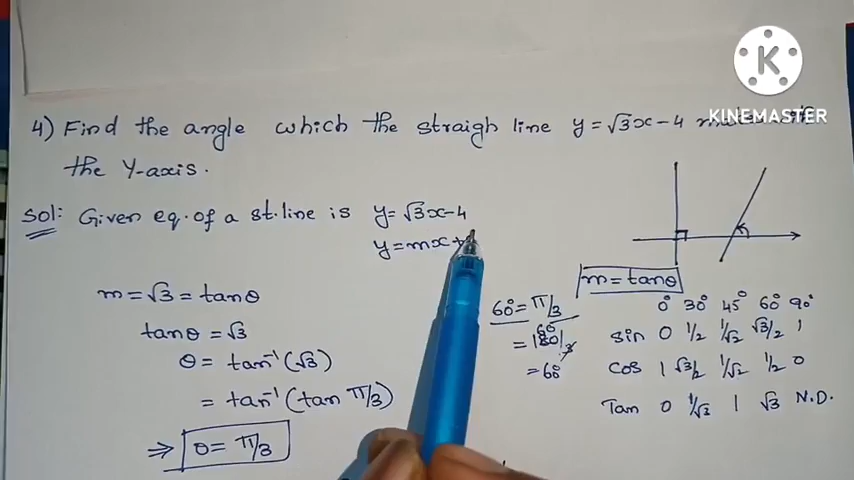 K
KINEMASTER
4) Find the angle which the straigh line y = √3x - 4
the Y-axis.
Sol: Given eq. of a st. line is y = √3x - 4
y = mx +
m = √3 = tanθ
tanθ = √3
θ = tan⁻¹(√3)
= tan⁻¹(tan π/3)
⇒ θ = π/3
60° = π/3
60
= 180/3
= 60°
m = tanθ
0° 30° 45° 60° 90°
sin 0 1/2 1/√2 √3/2 1
cos 1 √3/2 1/√2 1/2 0
Tan 0 1/√3 1 √3 N.D.